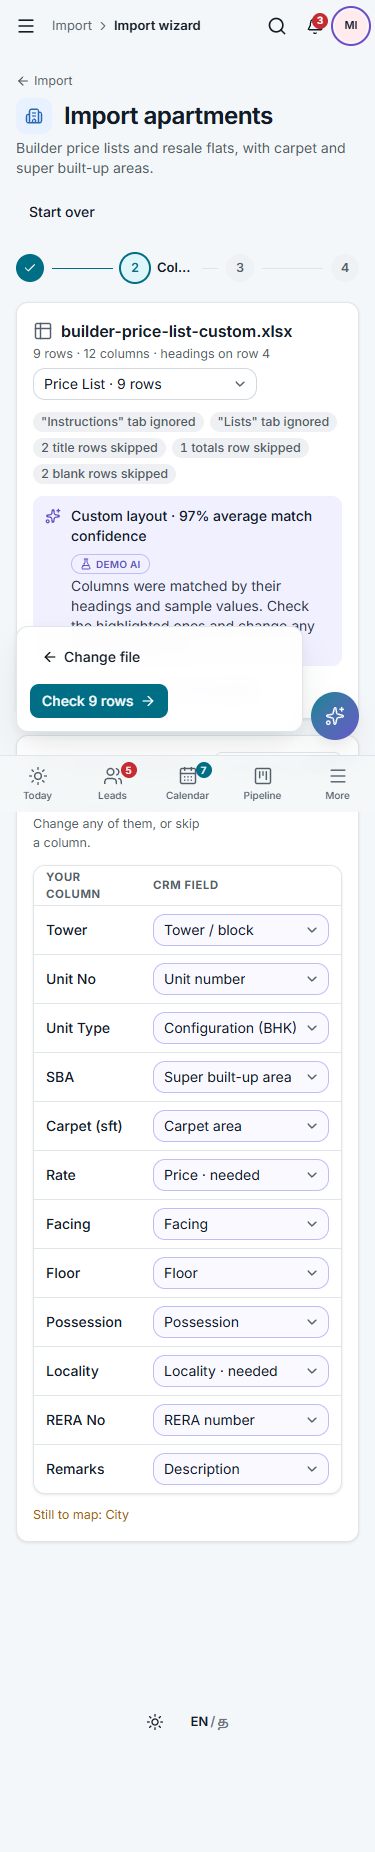 Import > Import wizard
3
MI
← Import
Import apartments
Builder price lists and resale flats, with carpet and
super built-up areas.
Start over
2 Col... 3 4
builder-price-list-custom.xlsx
9 rows · 12 columns · headings on row 4
Price List · 9 rows
"Instructions" tab ignored "Lists" tab ignored
2 title rows skipped 1 totals row skipped
2 blank rows skipped
Custom layout · 97% average match
confidence
DEMO AI
Columns were matched by their
headings and sample values. Check
the highlighted ones and change any
← Change file
Check 9 rows →
5 7
Today Leads Calendar Pipeline More
Change any of them, or skip
a column.
YOUR
COLUMN CRM FIELD
Tower Tower / block
Unit No Unit number
Unit Type Configuration (BHK)
SBA Super built-up area
Carpet (sft) Carpet area
Rate Price · needed
Facing Facing
Floor Floor
Possession Possession
Locality Locality · needed
RERA No RERA number
Remarks Description
Still to map: City
EN / த